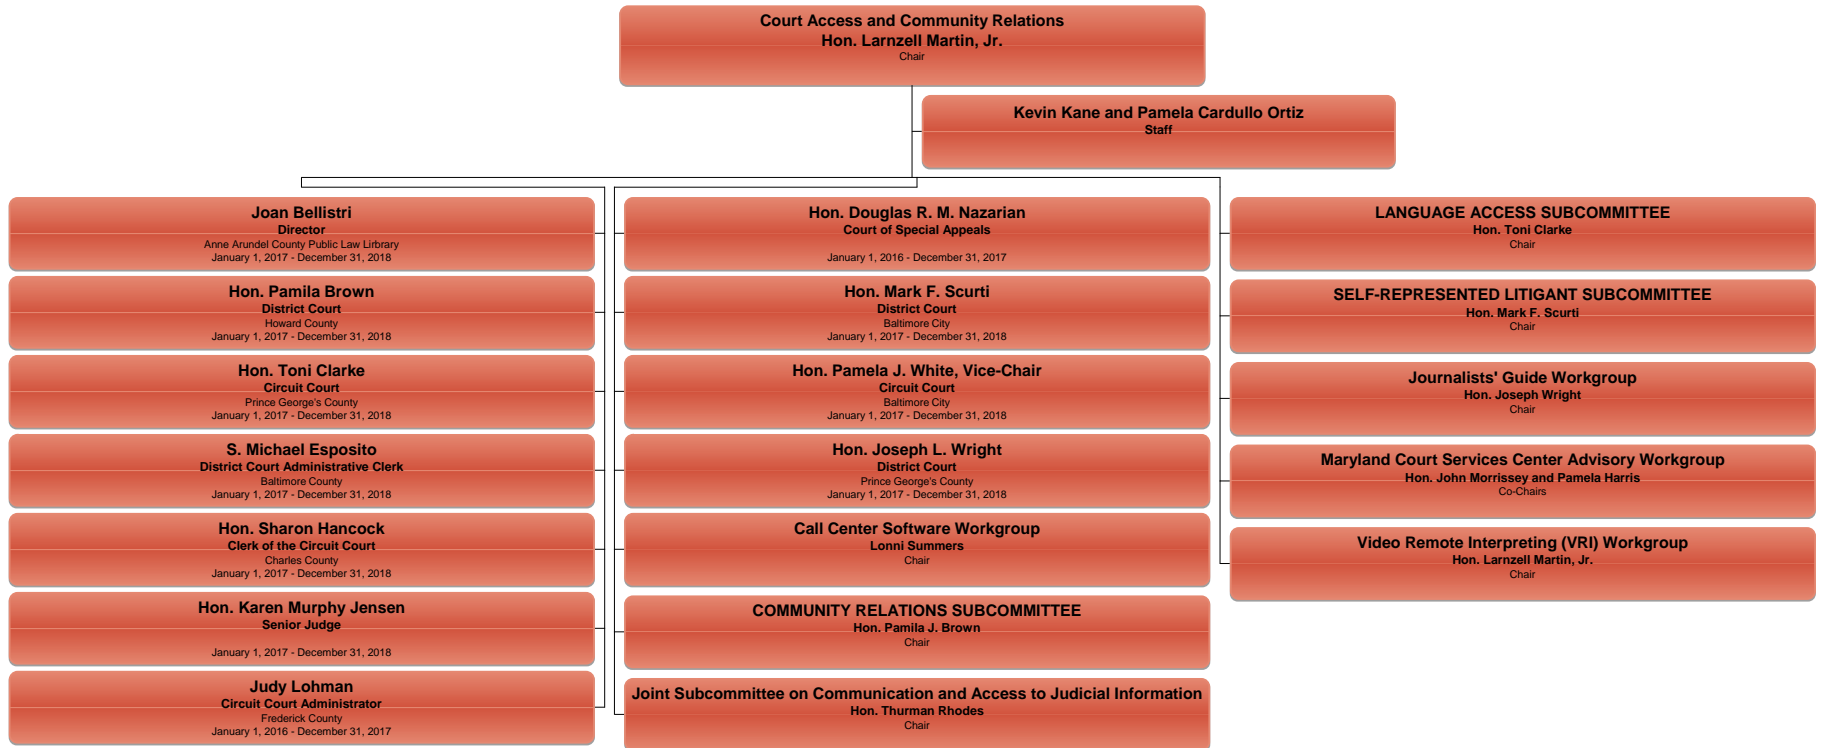 Court Access and Community Relations
Hon. Larnzell Martin, Jr.
Chair
Kevin Kane and Pamela Cardullo Ortiz
Staff
Joan Bellistri
Director
Anne Arundel County Public Law Lirbrary
January 1, 2017 - December 31, 2018
Hon. Pamila Brown
District Court
Howard County
January 1, 2017 - December 31, 2018
Hon. Toni Clarke
Circuit Court
Prince George's County
January 1, 2017 - December 31, 2018
S. Michael Esposito
District Court Administrative Clerk
Baltimore County
January 1, 2017 - December 31, 2018
Hon. Sharon Hancock
Clerk of the Circuit Court
Charles County
January 1, 2017 - December 31, 2018
Hon. Karen Murphy Jensen
Senior Judge
January 1, 2017 - December 31, 2018
Judy Lohman
Circuit Court Administrator
Frederick County
January 1, 2016 - December 31, 2017
Hon. Douglas R. M. Nazarian
Court of Special Appeals
January 1, 2016 - December 31, 2017
Hon. Mark F. Scurti
District Court
Baltimore City
January 1, 2017 - December 31, 2018
Hon. Pamela J. White, Vice-Chair
Circuit Court
Baltimore City
January 1, 2017 - December 31, 2018
Hon. Joseph L. Wright
District Court
Prince George's County
January 1, 2017 - December 31, 2018
Call Center Software Workgroup
Lonni Summers
Chair
COMMUNITY RELATIONS SUBCOMMITTEE
Hon. Pamila J. Brown
Chair
Joint Subcommittee on Communication and Access to Judicial Information
Hon. Thurman Rhodes
Chair
LANGUAGE ACCESS SUBCOMMITTEE
Hon. Toni Clarke
Chair
SELF-REPRESENTED LITIGANT SUBCOMMITTEE
Hon. Mark F. Scurti
Chair
Journalists' Guide Workgroup
Hon. Joseph Wright
Chair
Maryland Court Services Center Advisory Workgroup
Hon. John Morrissey and Pamela Harris
Co-Chairs
Video Remote Interpreting (VRI) Workgroup
Hon. Larnzell Martin, Jr.
Chair